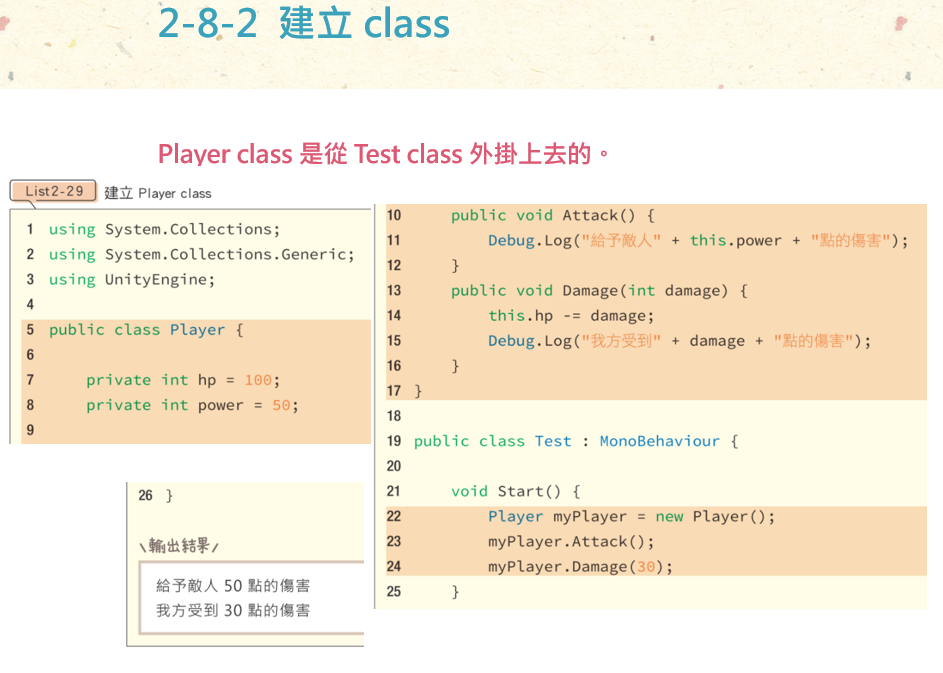 2-8-2 建立 class
Player class 是從 Test class 外掛上去的。
List2-29 建立 Player class
1 using System.Collections;
2 using System.Collections.Generic;
3 using UnityEngine;
4
5 public class Player {
6
7 private int hp = 100;
8 private int power = 50;
9
10 public void Attack() {
11 Debug.Log("給予敵人" + this.power + "點的傷害");
12 }
13 public void Damage(int damage) {
14 this.hp -= damage;
15 Debug.Log("我方受到" + damage + "點的傷害");
16 }
17 }
18
19 public class Test : MonoBehaviour {
20
21 void Start() {
22 Player myPlayer = new Player();
23 myPlayer.Attack();
24 myPlayer.Damage(30);
25 }
26 }
\輸出結果/
給予敵人 50 點的傷害
我方受到 30 點的傷害